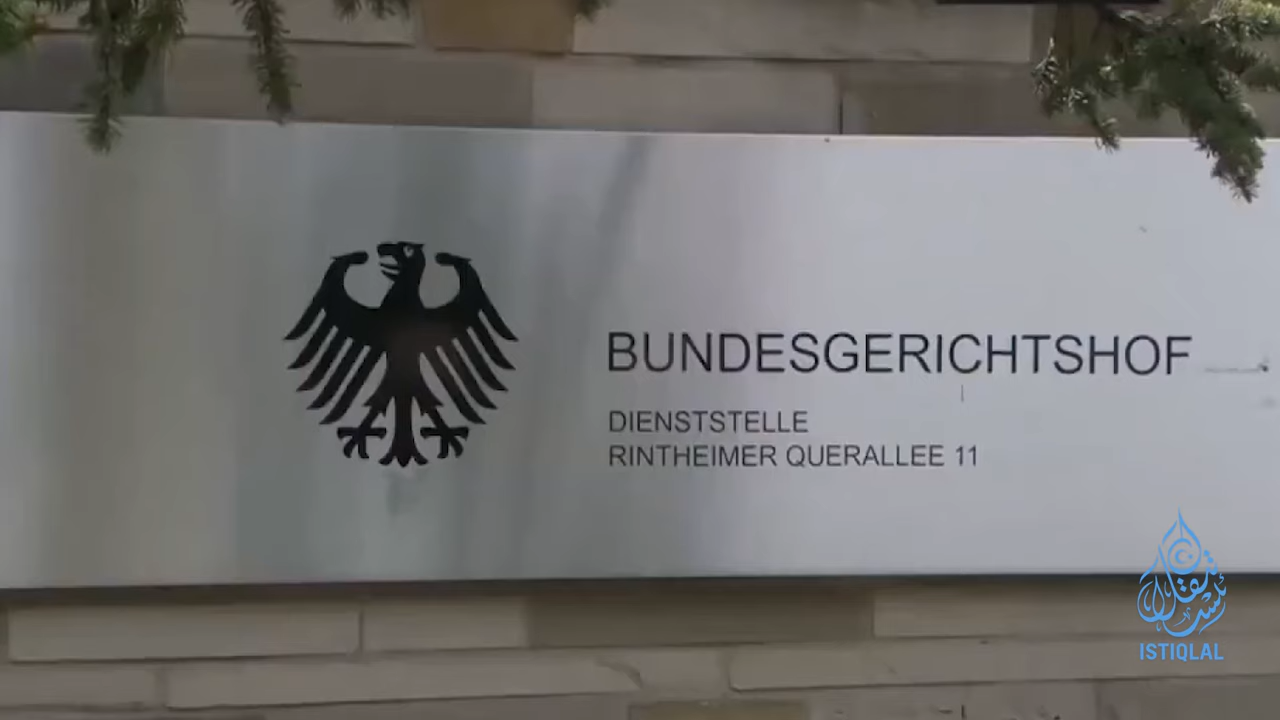 BUNDESGERICHTSHOF
DIENSTSTELLE
RINTHEIMER QUERALLEE 11
ISTIQLAL